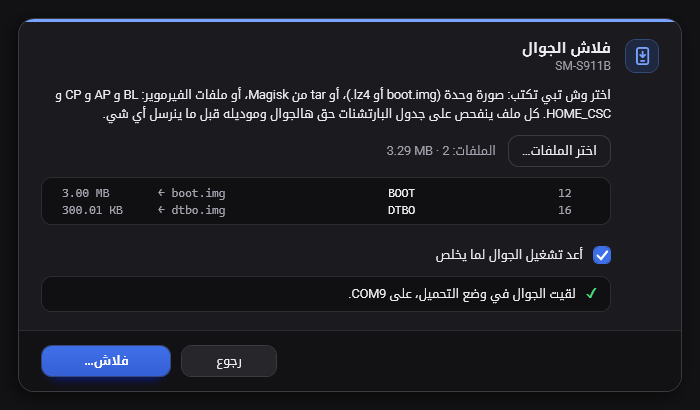 فلاش الجوال
SM-S911B
اختر وش تبي تكتب: صورة وحدة (boot.img أو lz4.)، أو tar من Magisk، أو ملفات الفيرموير: BL و AP و CP و
HOME_CSC. كل ملف ينفحص على جدول البارتشنات حق هالجوال وموديله قبل ما ينرسل أي شي.
اختر الملفات... الملفات: 2 · 3.29 MB
12 BOOT ← boot.img 3.00 MB
16 DTBO ← dtbo.img 300.01 KB
أعد تشغيل الجوال لما يخلص
✓ لقيت الجوال في وضع التحميل، على COM9.
رجوع فلاش...